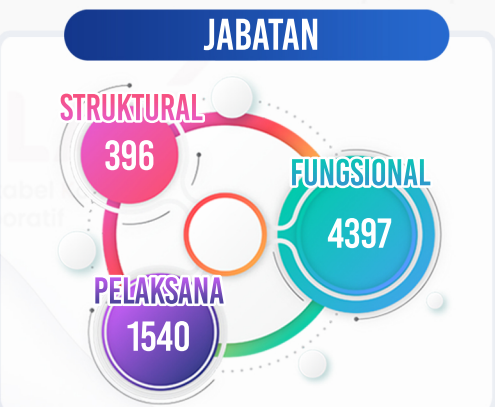 JABATAN
STRUKTURAL
396
FUNGSIONAL
4397
PELAKSANA
1540